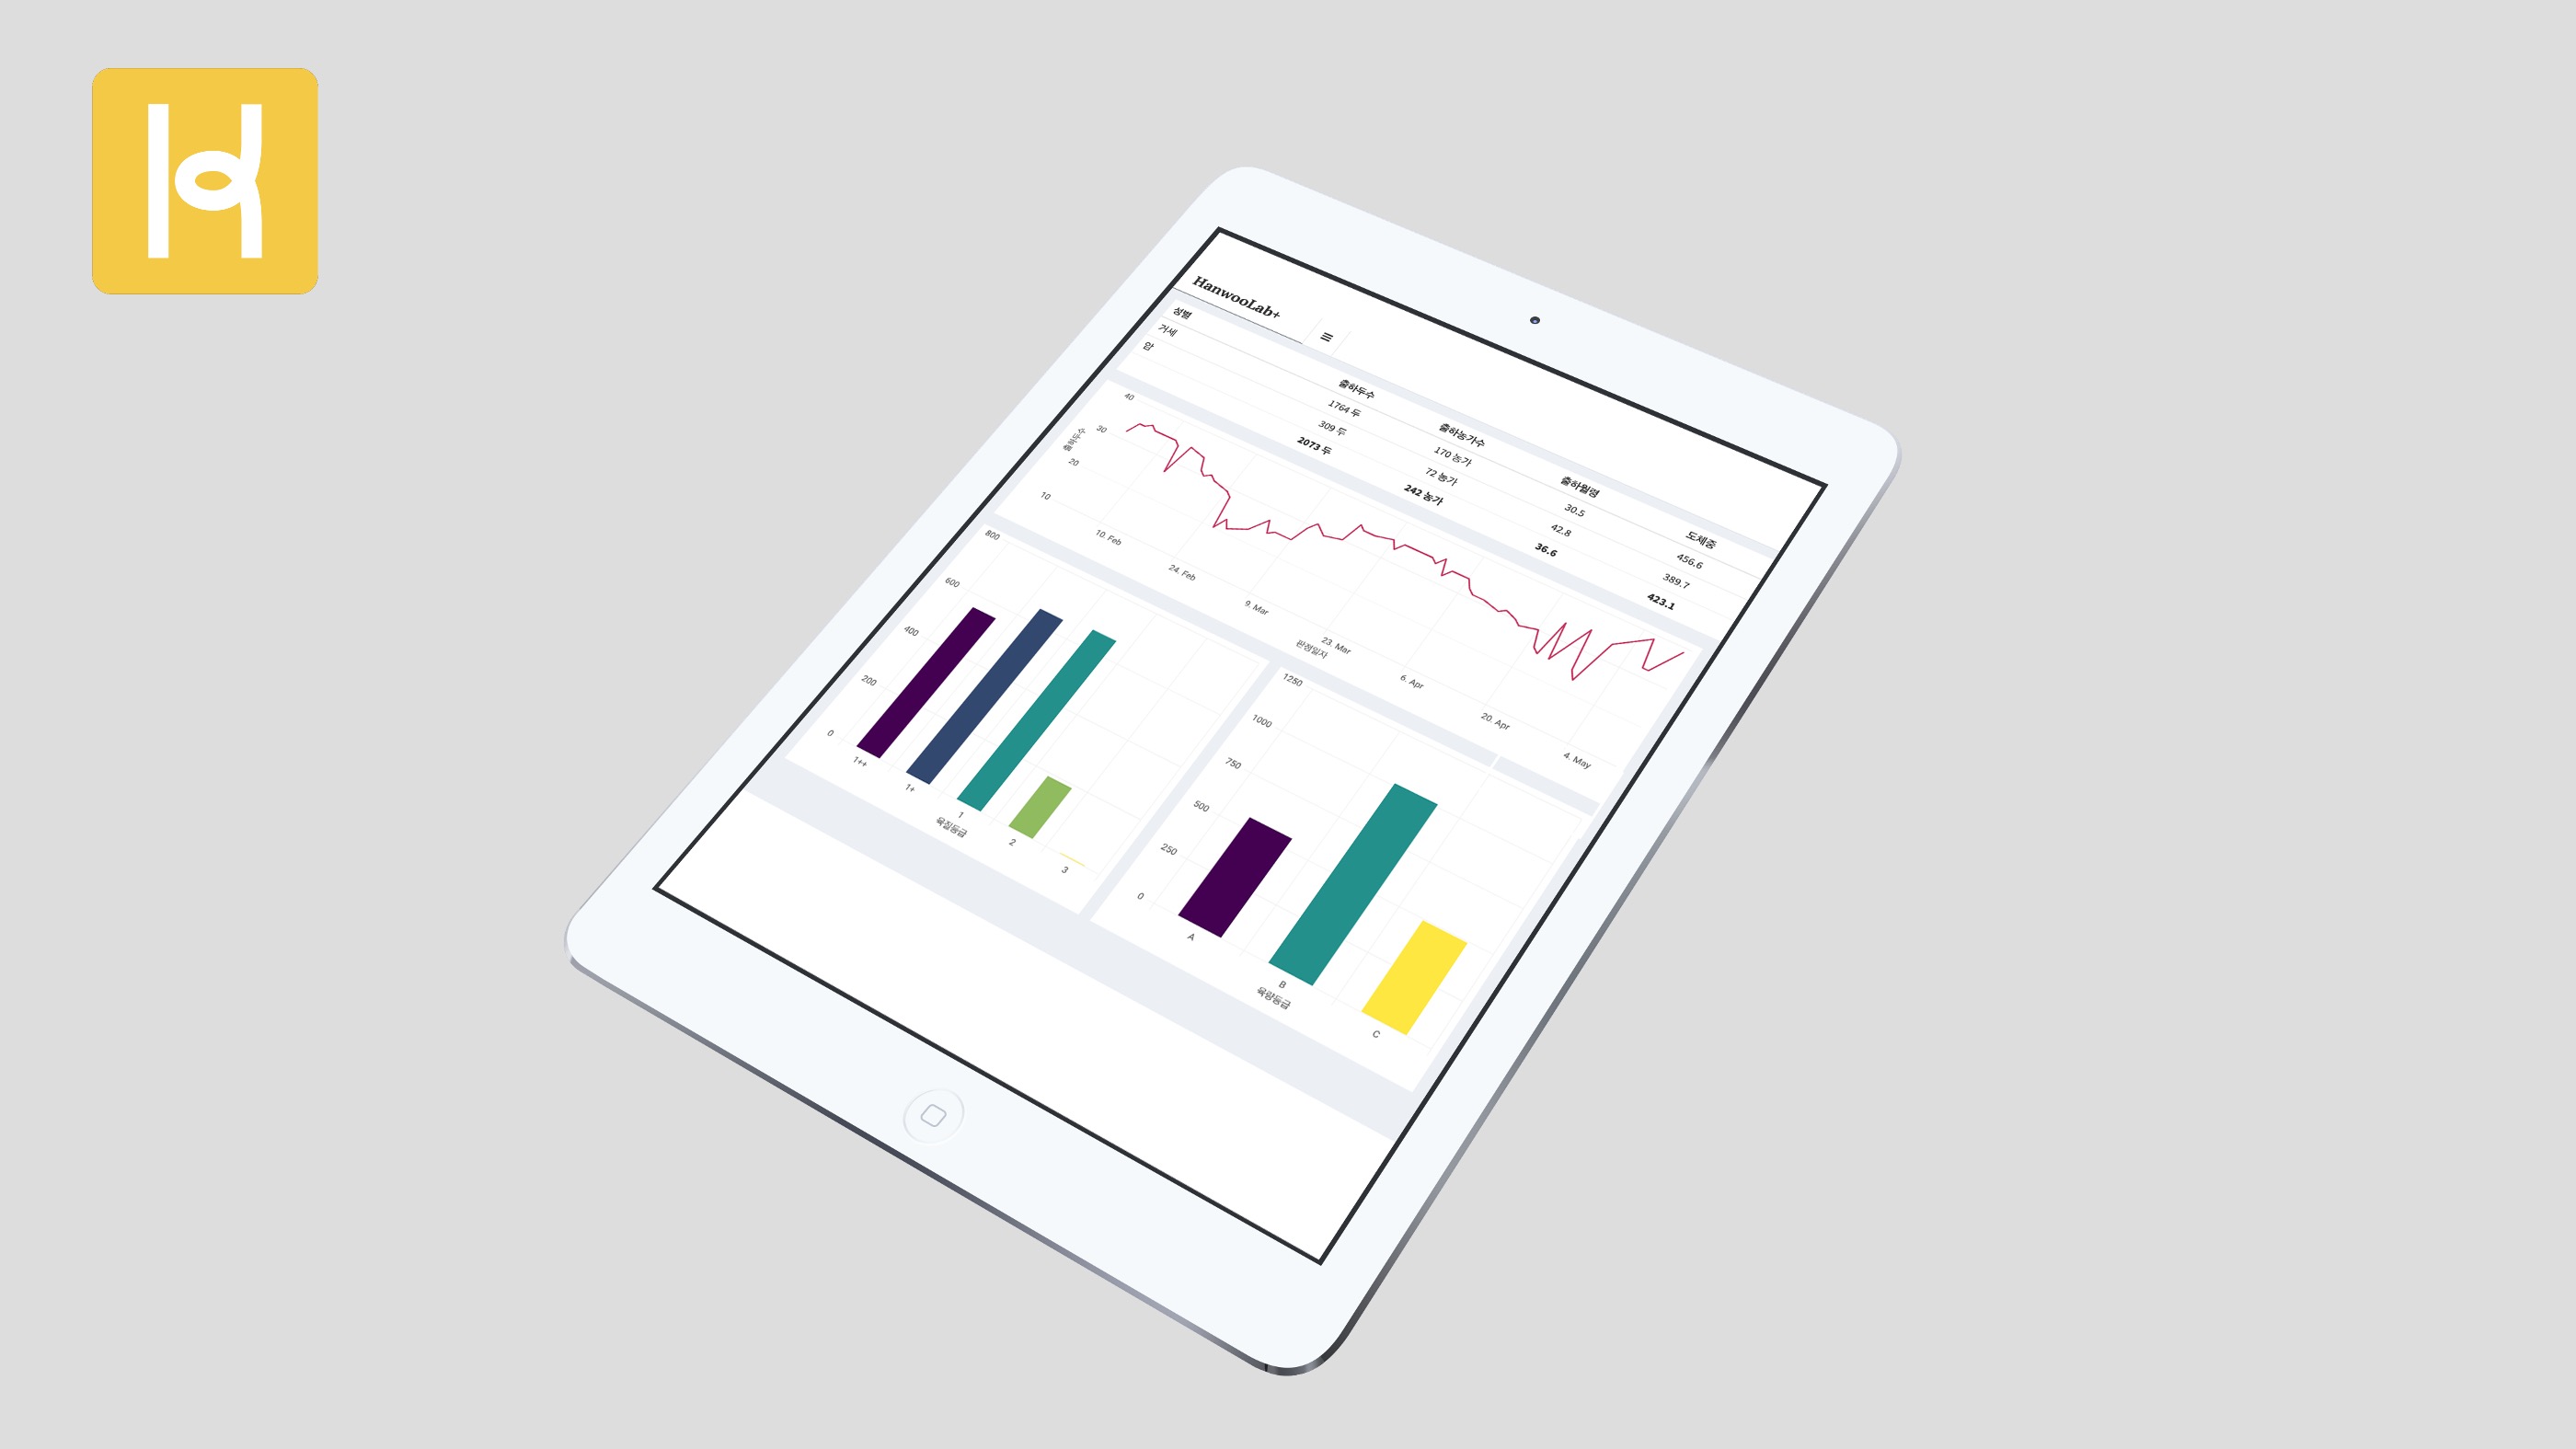 HanwooLab+
성별 출하두수 출하농가수 출하월령 도체중
거세 1764 두 170 농가 30.5 456.6
암 309 두 72 농가 42.8 389.7
2073 두 242 농가 36.6 423.1
출하두수
40
30
20
10
10. Feb 24. Feb 9. Mar 23. Mar 6. Apr 20. Apr 4. May
판정일자
800
600
400
200
0
1++ 1+ 1 2 3
육질등급
1250
1000
750
500
250
0
A B C
육량등급